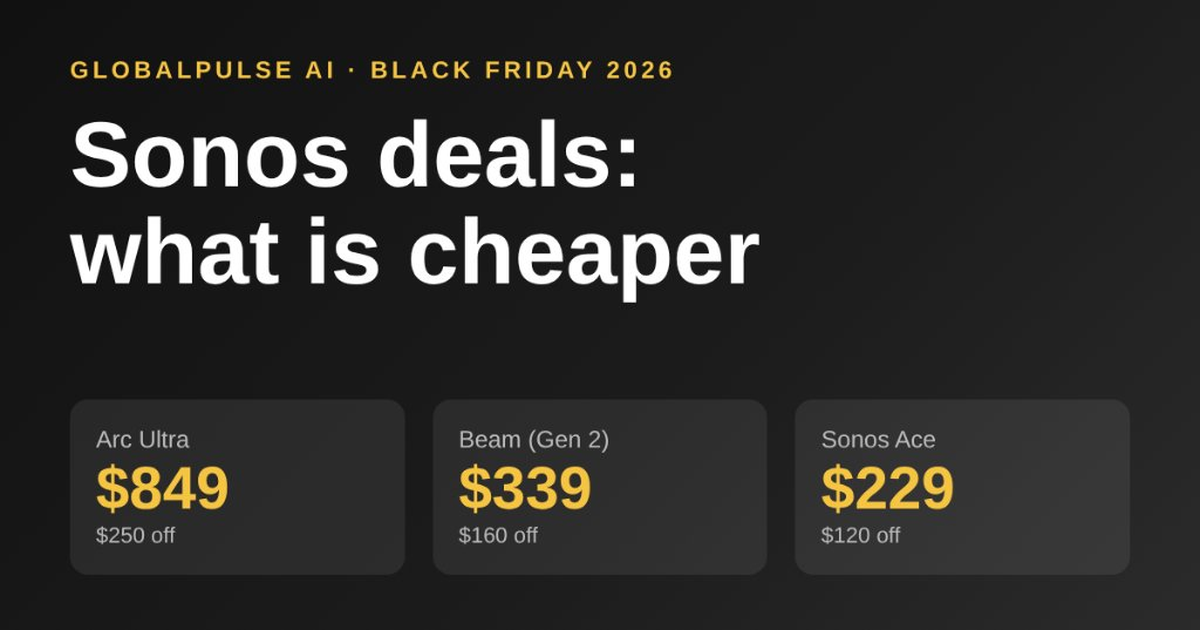 GLOBALPULSE AI · BLACK FRIDAY 2026
Sonos deals:
what is cheaper
Arc Ultra
$849
$250 off
Beam (Gen 2)
$339
$160 off
Sonos Ace
$229
$120 off